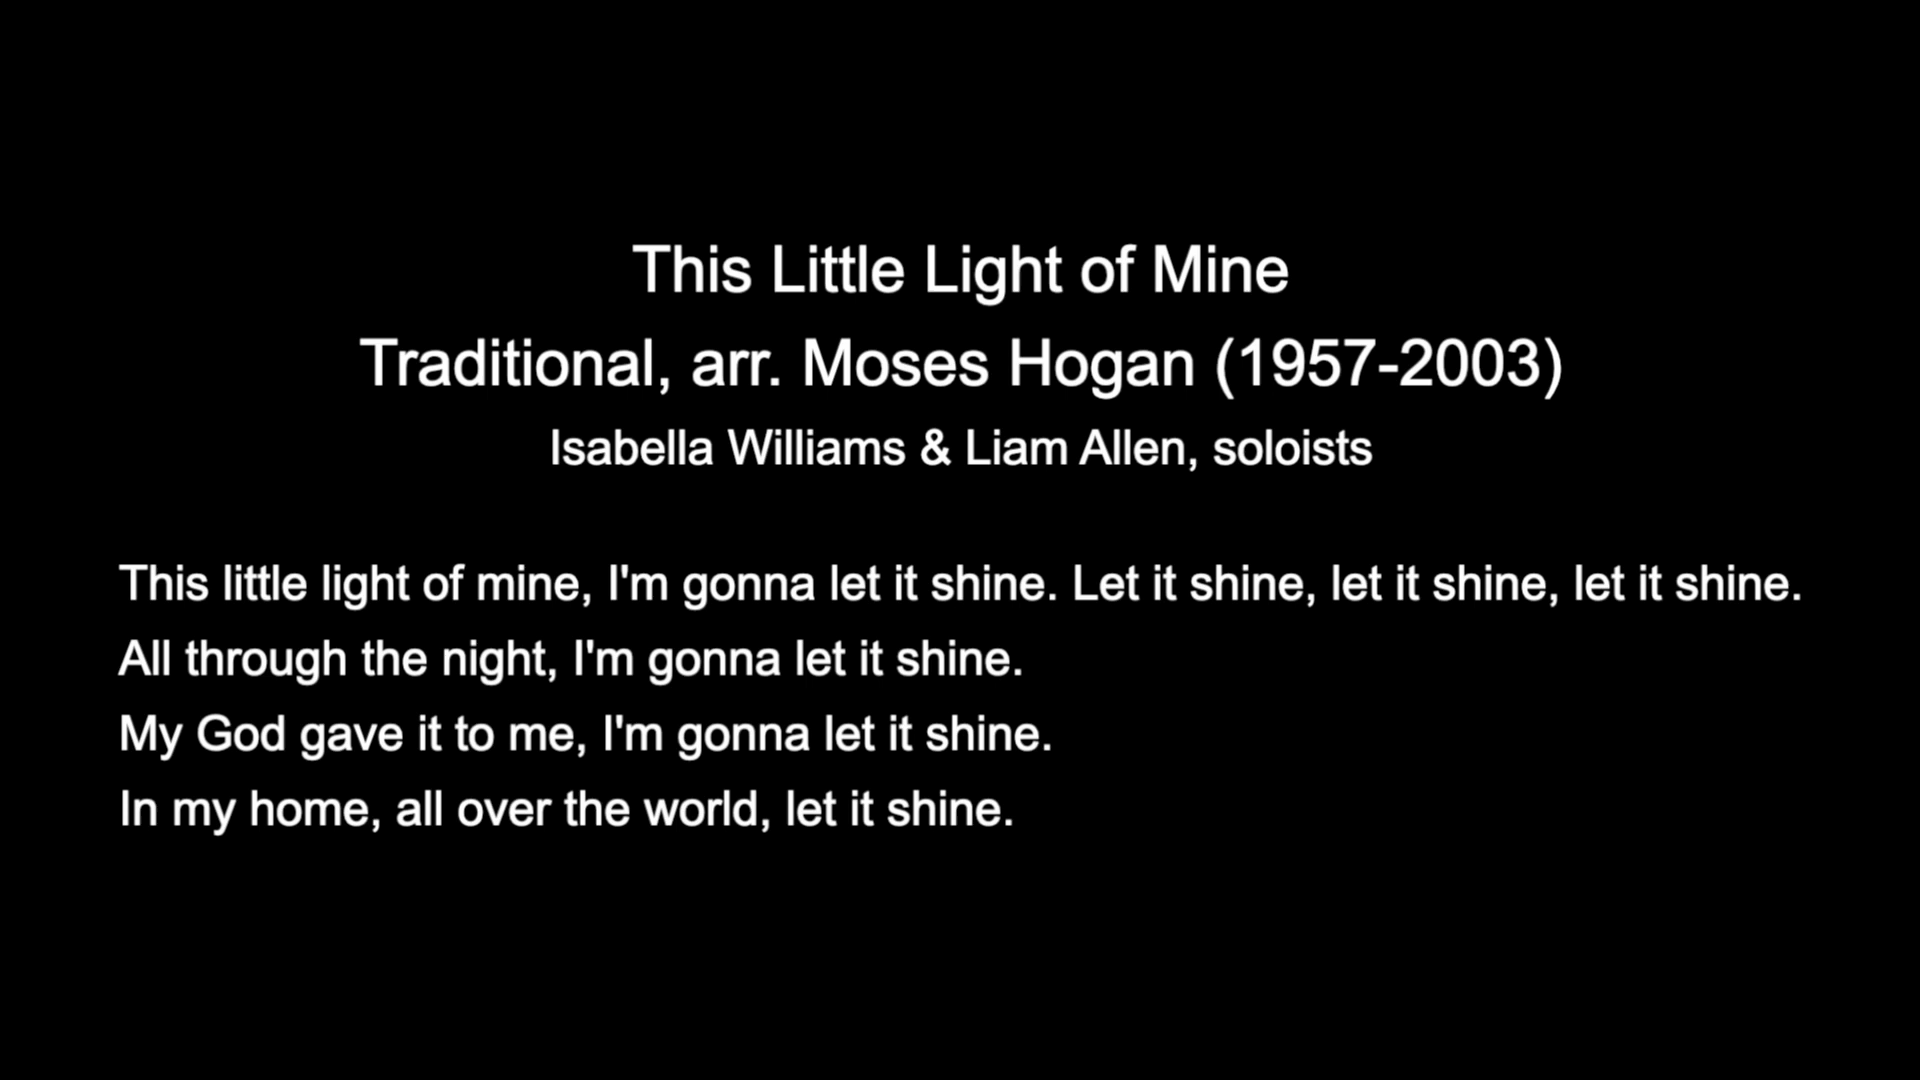 This Little Light of Mine
Traditional, arr. Moses Hogan (1957-2003)
Isabella Williams & Liam Allen, soloists
This little light of mine, I'm gonna let it shine. Let it shine, let it shine, let it shine.
All through the night, I'm gonna let it shine.
My God gave it to me, I'm gonna let it shine.
In my home, all over the world, let it shine.